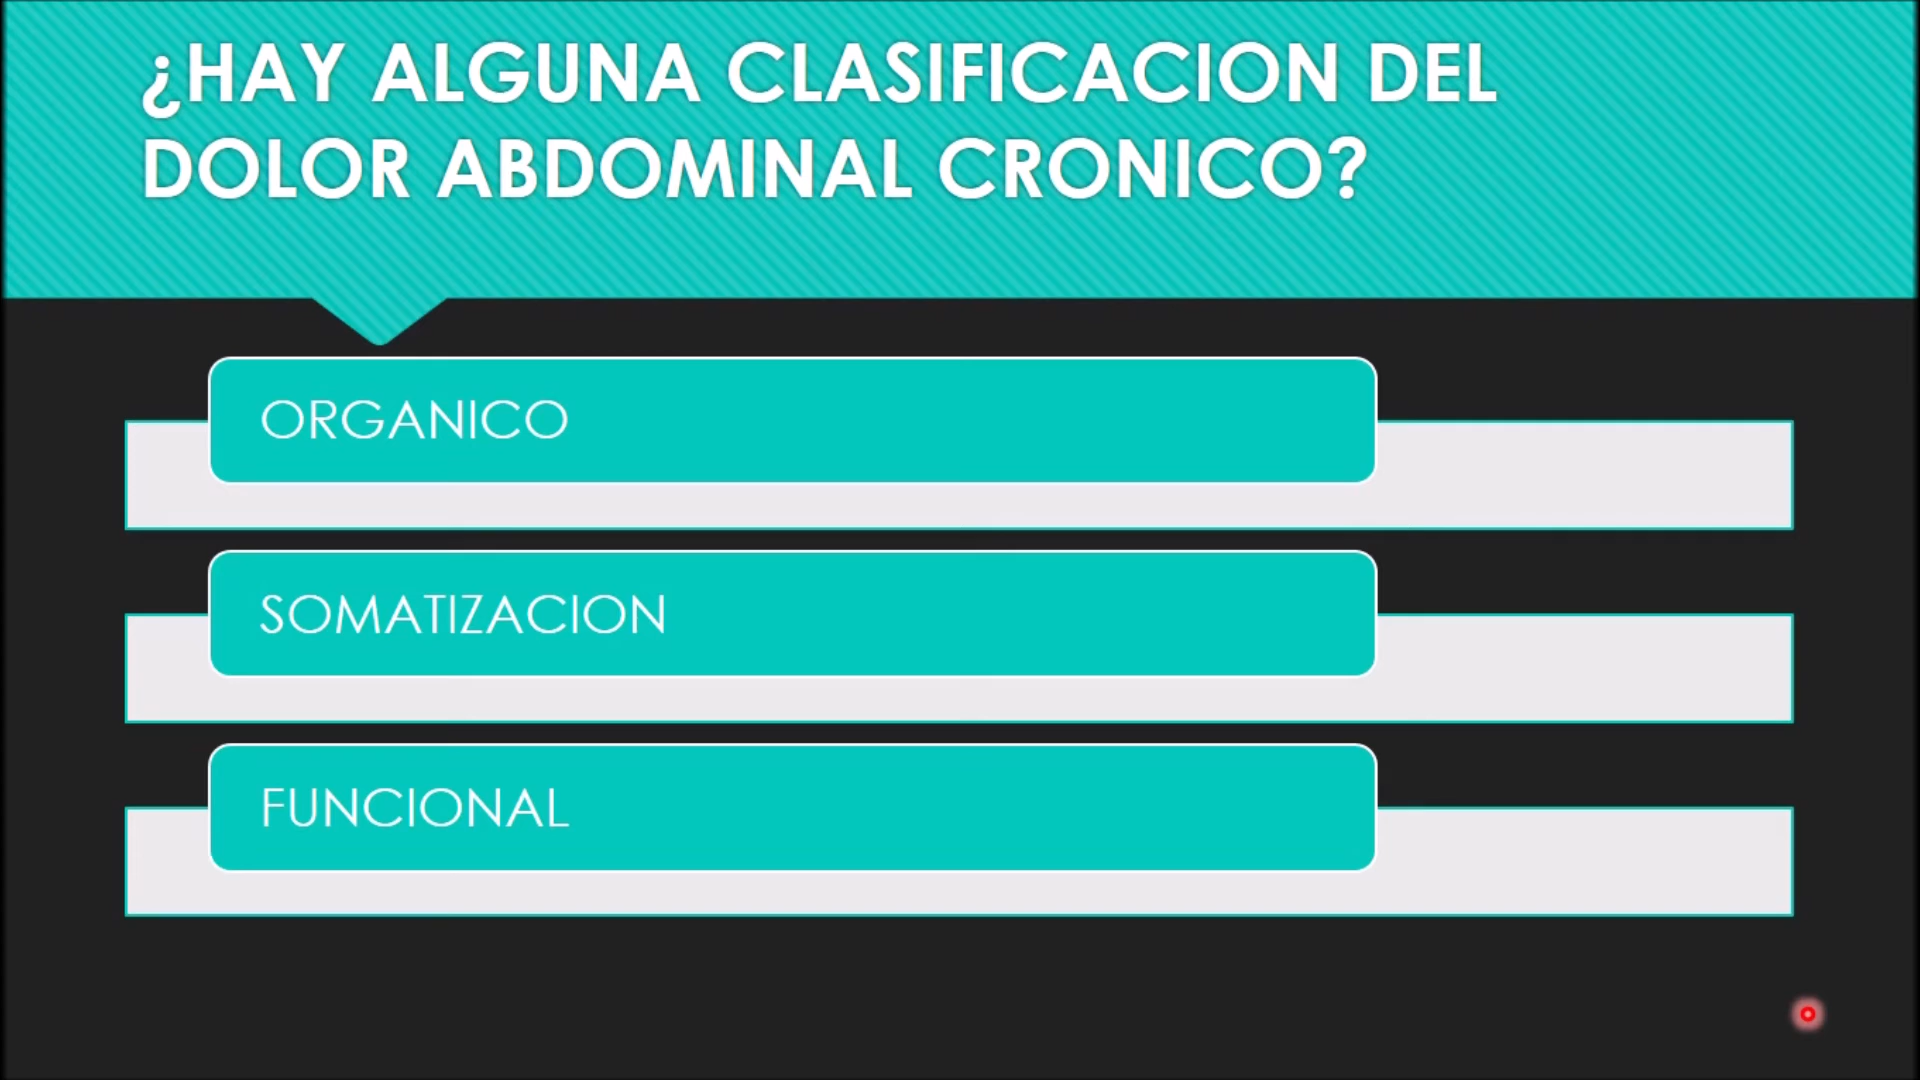 ¿HAY ALGUNA CLASIFICACION DEL
DOLOR ABDOMINAL CRONICO?
ORGANICO
SOMATIZACION
FUNCIONAL